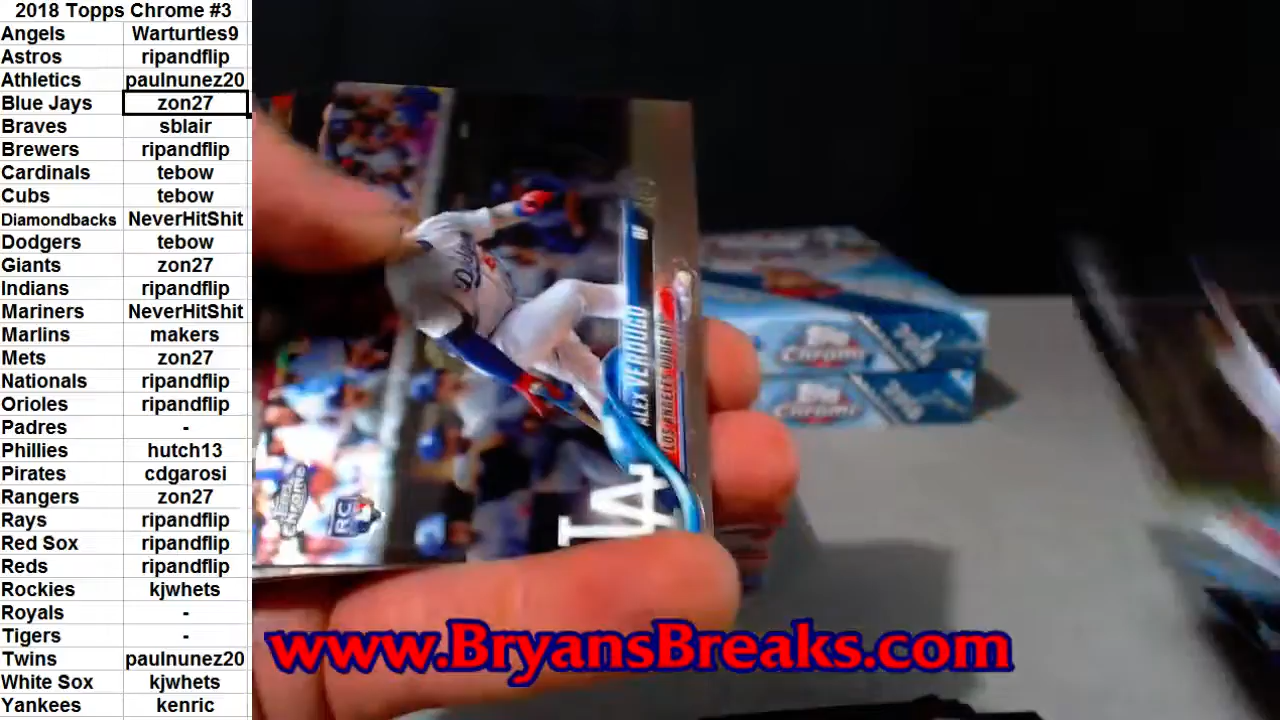 2018 Topps Chrome #3
Angels Warturtles9
Astros ripandflip
Athletics paulnunez20
Blue Jays zon27
Braves sblair
Brewers ripandflip
Cardinals tebow
Cubs tebow
Diamondbacks NeverHitShit
Dodgers tebow
Giants zon27
Indians ripandflip
Mariners NeverHitShit
Marlins makers
Mets zon27
Nationals ripandflip
Orioles ripandflip
Padres -
Phillies hutch13
Pirates cdgarosi
Rangers zon27
Rays ripandflip
Red Sox ripandflip
Reds ripandflip
Rockies kjwhets
Royals -
Tigers -
Twins paulnunez20
White Sox kjwhets
Yankees kenric
ALEX VERDUGO
LOS ANGELES DODGERS
LA
RC
Topps Chrome
Topps
Chrome
Topps
Chrome
www.BryansBreaks.com